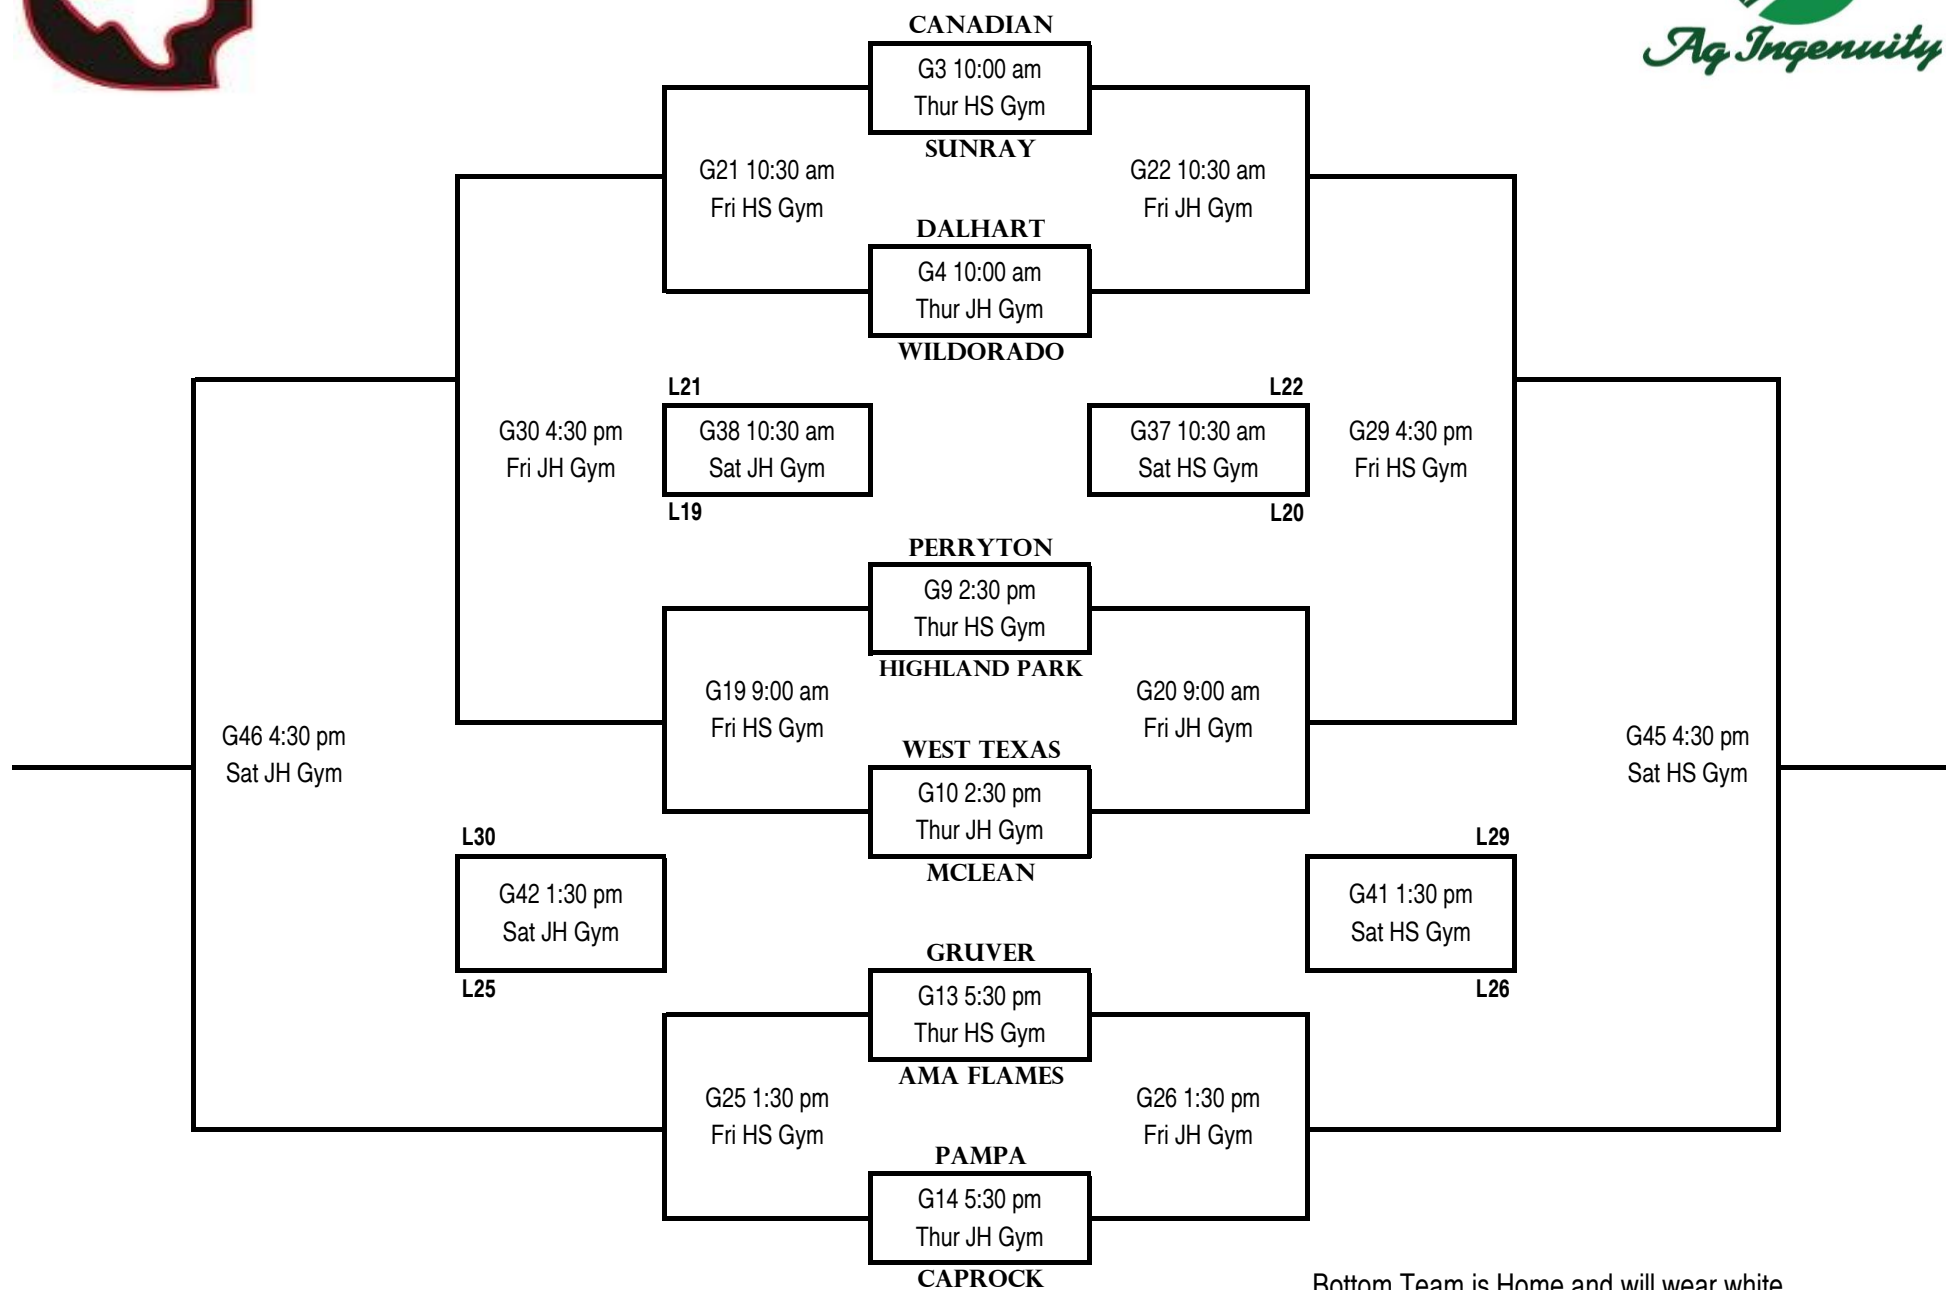 Ag Ingenuity
CANADIAN
G3 10:00 am
Thur HS Gym
SUNRAY
G21 10:30 am
Fri HS Gym
G22 10:30 am
Fri JH Gym
DALHART
G4 10:00 am
Thur JH Gym
WILDORADO
L21
L22
G30 4:30 pm
Fri JH Gym
G38 10:30 am
Sat JH Gym
G37 10:30 am
Sat HS Gym
G29 4:30 pm
Fri HS Gym
L19
L20
PERRYTON
G9 2:30 pm
Thur HS Gym
HIGHLAND PARK
G19 9:00 am
Fri HS Gym
G20 9:00 am
Fri JH Gym
G46 4:30 pm
Sat JH Gym
G45 4:30 pm
Sat HS Gym
WEST TEXAS
G10 2:30 pm
Thur JH Gym
MCLEAN
L30
L29
G42 1:30 pm
Sat JH Gym
G41 1:30 pm
Sat HS Gym
L25
L26
GRUVER
G13 5:30 pm
Thur HS Gym
AMA FLAMES
G25 1:30 pm
Fri HS Gym
G26 1:30 pm
Fri JH Gym
PAMPA
G14 5:30 pm
Thur JH Gym
CAPROCK
Bottom Team is Home and will wear white